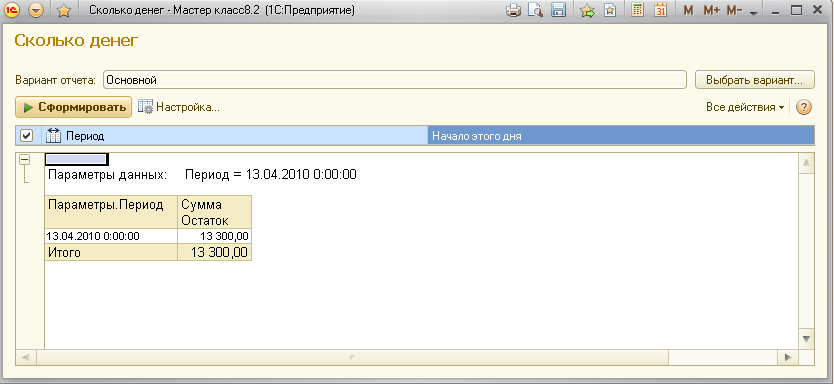 Сколько денег - Мастер класс8.2 (1С:Предприятие)
M M+ M-
Сколько денег
Вариант отчета: Основной Выбрать вариант...
Сформировать Настройка... Все действия ?
Период Начало этого дня
Параметры данных: Период = 13.04.2010 0:00:00
Параметры.Период Сумма
Остаток
13.04.2010 0:00:00 13 300,00
Итого 13 300,00